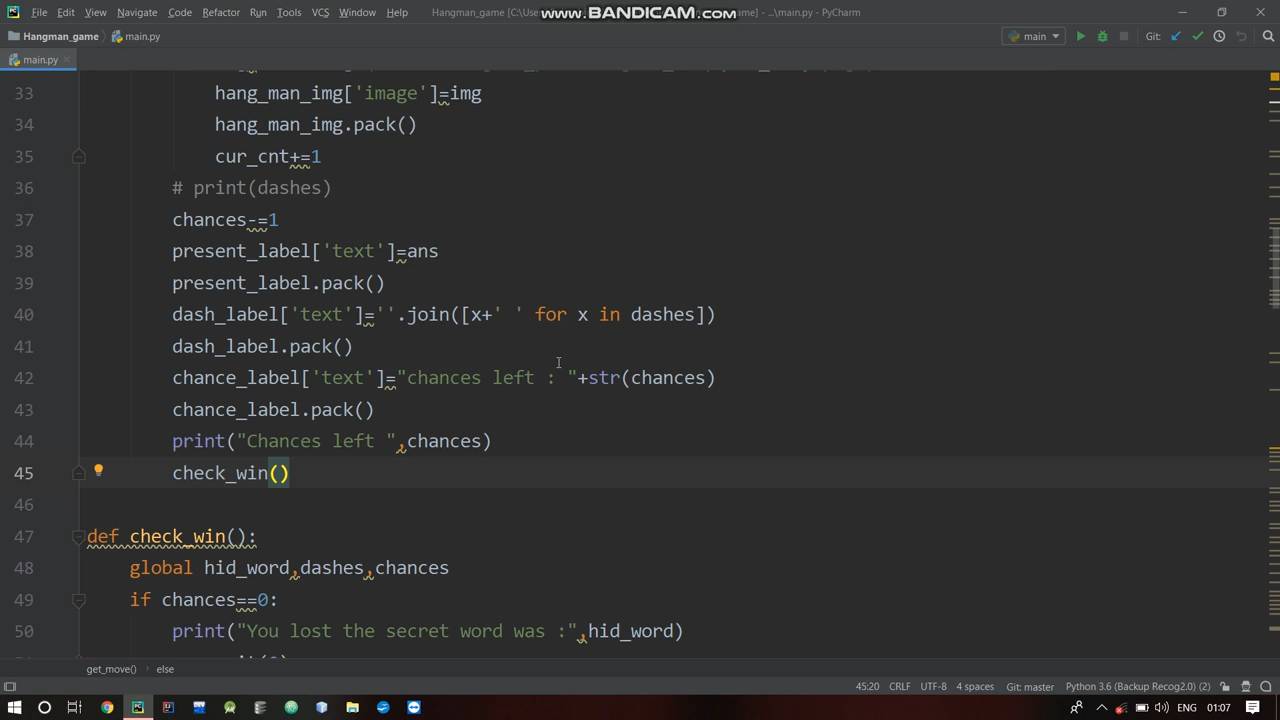 File Edit View Navigate Code Refactor Run Tools VCS Window Help Hangman_game [C:\Use www.BANDICAM.com game] - ...\main.py - PyCharm
Hangman_game main.py main Git:
main.py
33 hang_man_img['image']=img
34 hang_man_img.pack()
35 cur_cnt+=1
36 # print(dashes)
37 chances-=1
38 present_label['text']=ans
39 present_label.pack()
40 dash_label['text']=''.join([x+' ' for x in dashes])
41 dash_label.pack()
42 chance_label['text']="chances left : "+str(chances)
43 chance_label.pack()
44 print("Chances left ",chances)
45 check_win()
46
47 def check_win():
48 global hid_word,dashes,chances
49 if chances==0:
50 print("You lost the secret word was :",hid_word)
get_move() else
45:20 CRLF UTF-8 4 spaces Git: master Python 3.6 (Backup Recog2.0) (2)
ENG 01:07